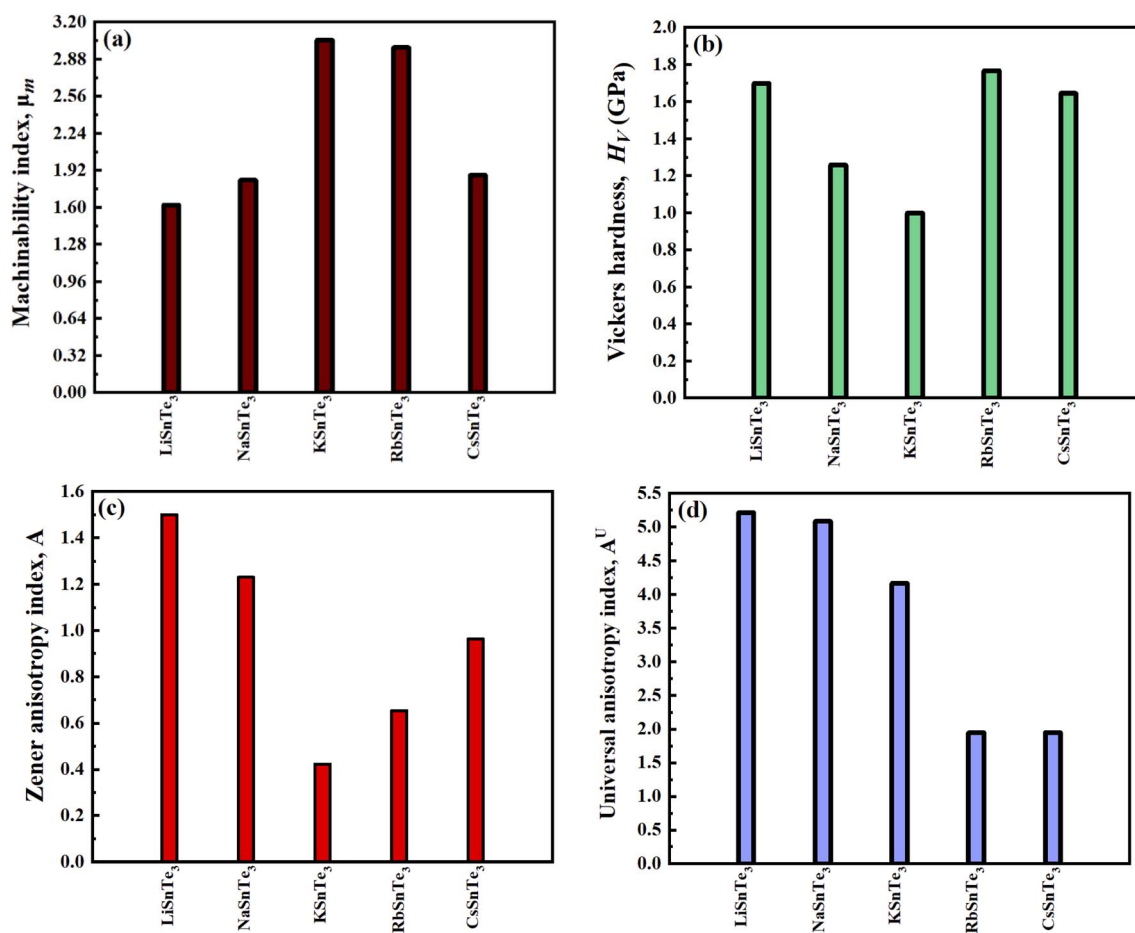 (a)
Machinability index, μm
3.20
2.88
2.56
2.24
1.92
1.60
1.28
0.96
0.64
0.32
0.00
LiSnTe3
NaSnTe3
KSnTe3
RbSnTe3
CsSnTe3
(b)
Vickers hardness, HV (GPa)
2.0
1.8
1.6
1.4
1.2
1.0
0.8
0.6
0.4
0.2
0.0
LiSnTe3
NaSnTe3
KSnTe3
RbSnTe3
CsSnTe3
(c)
Zener anisotropy index, A
1.6
1.4
1.2
1.0
0.8
0.6
0.4
0.2
0.0
LiSnTe3
NaSnTe3
KSnTe3
RbSnTe3
CsSnTe3
(d)
Universal anisotropy index, AU
5.5
5.0
4.5
4.0
3.5
3.0
2.5
2.0
1.5
1.0
0.5
0.0
LiSnTe3
NaSnTe3
KSnTe3
RbSnTe3
CsSnTe3